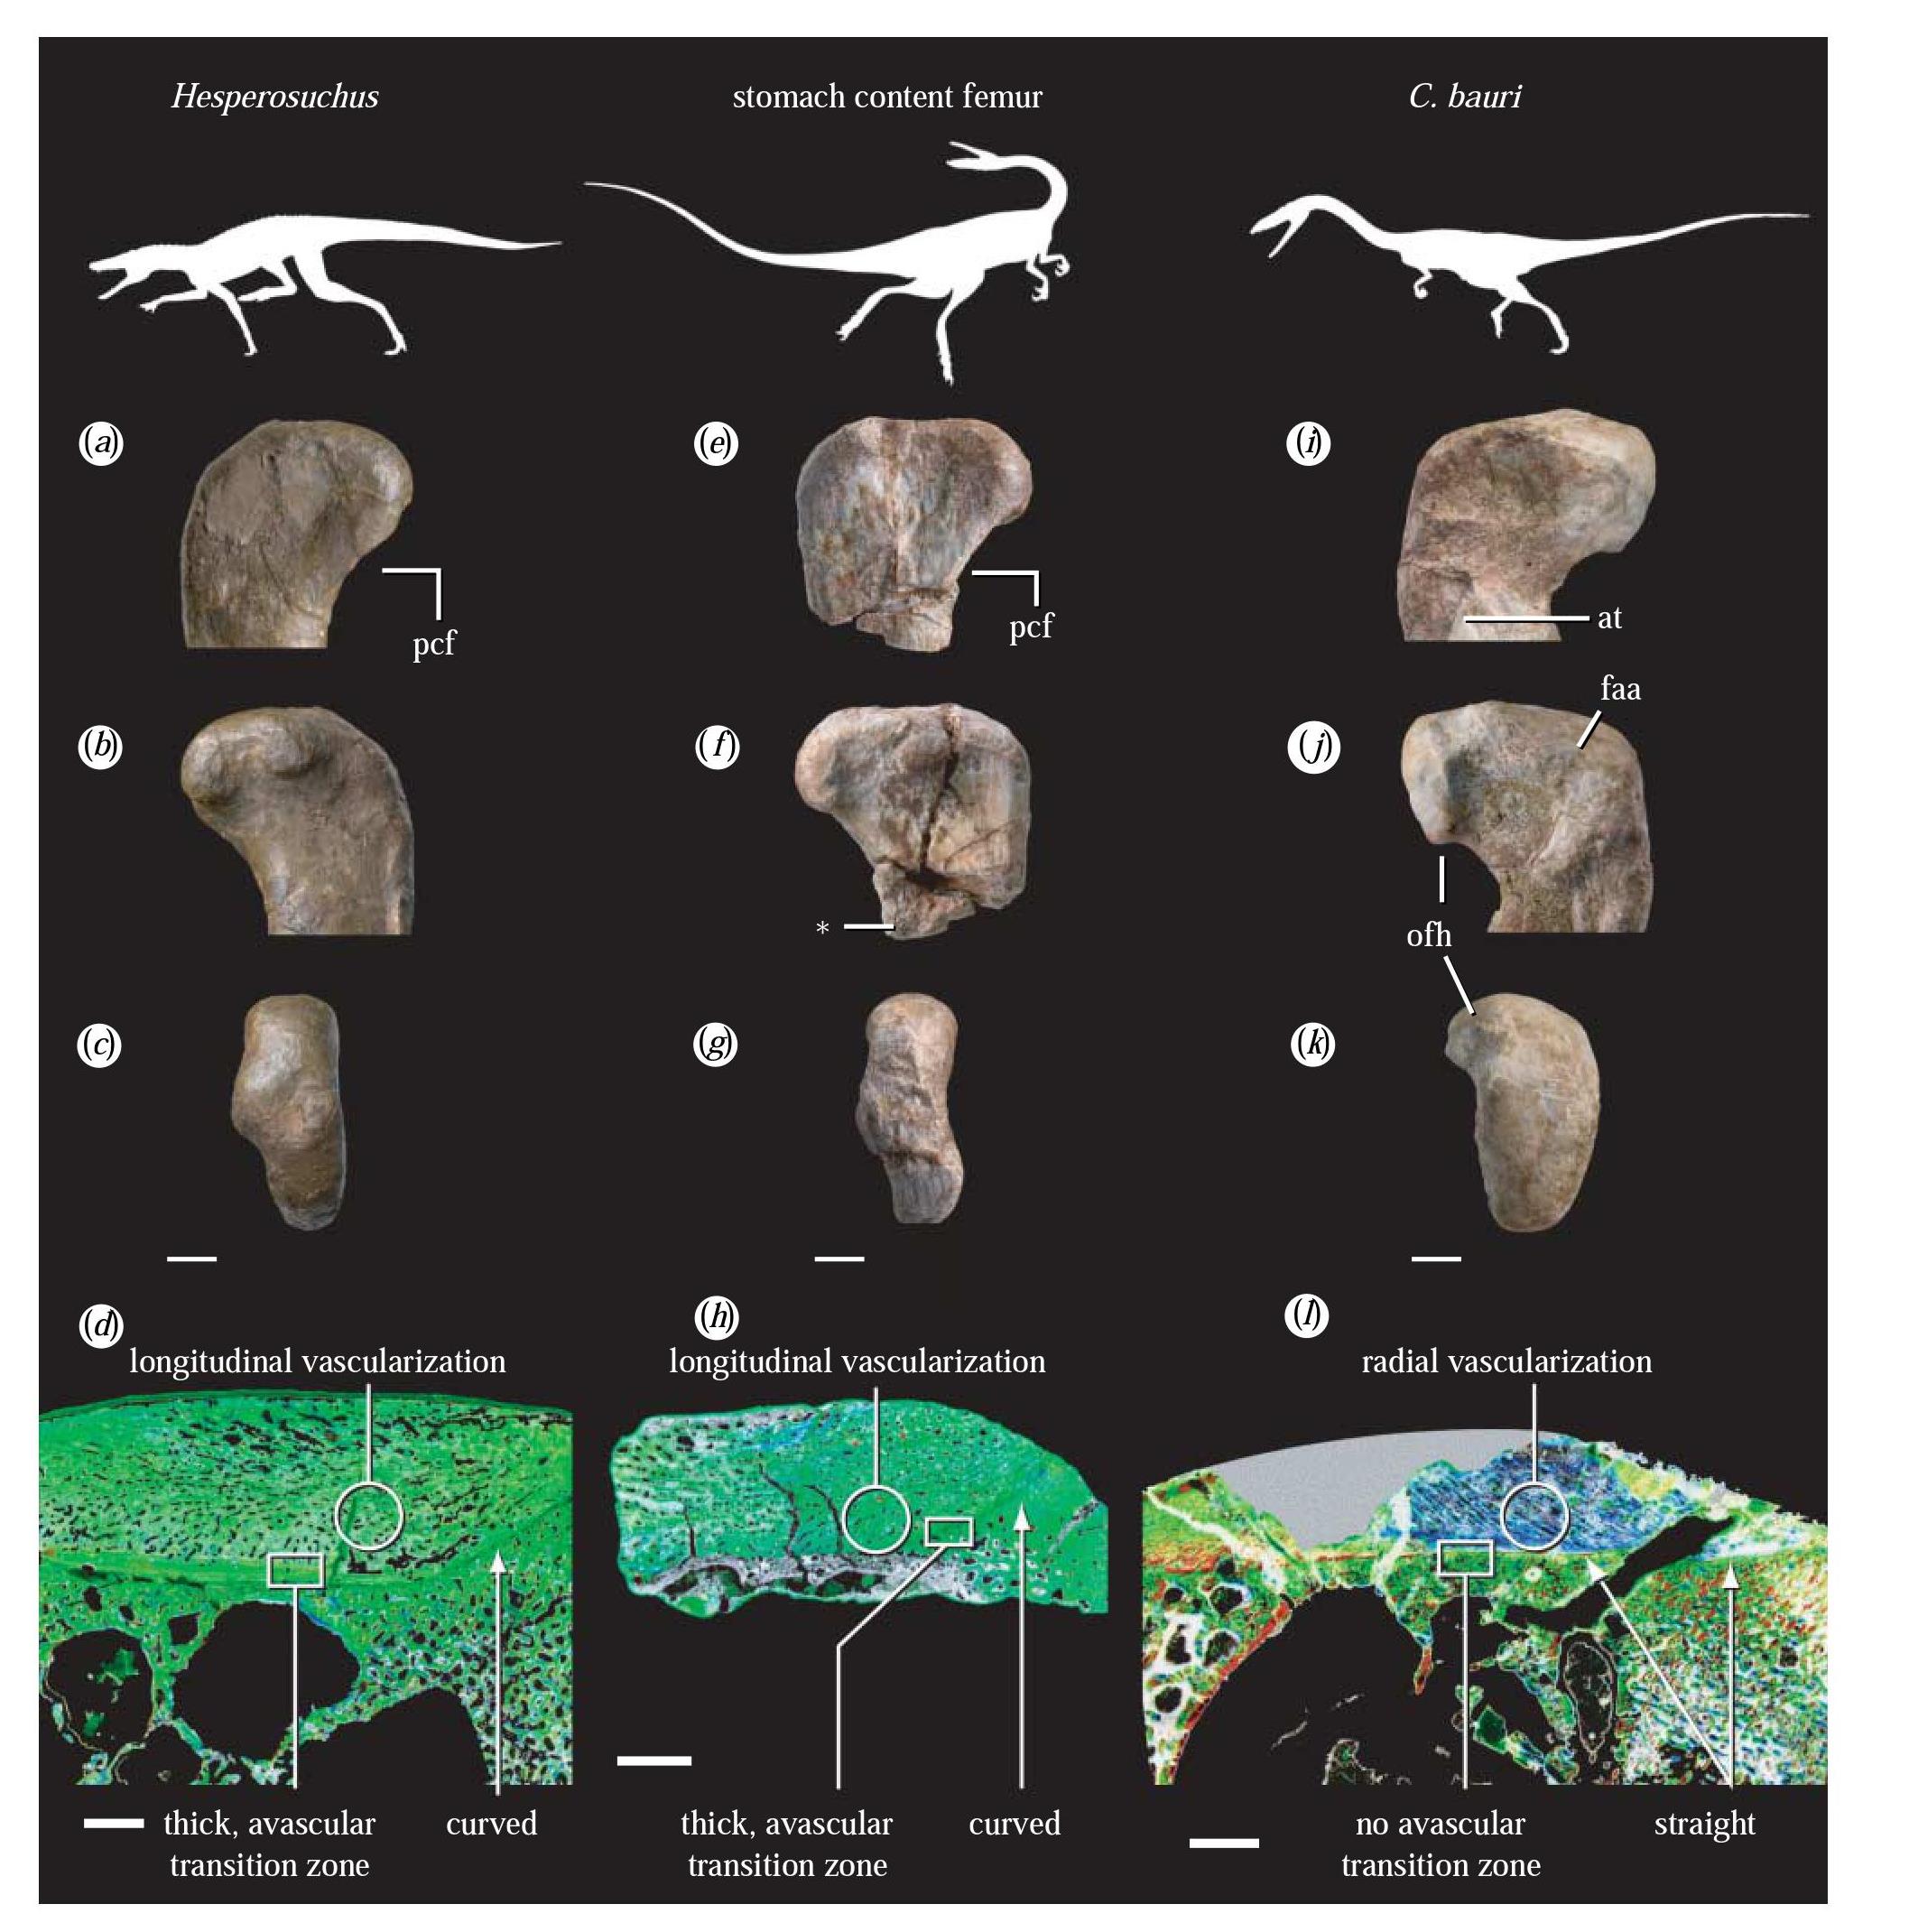 Hesperosuchus
stomach content femur
C. bauri
(a)
pcf
(e)
pcf
(i)
at
(b)
(f)
*
(j)
faa
ofh
(c)
(g)
(k)
(d)
longitudinal vascularization
(h)
longitudinal vascularization
(l)
radial vascularization
thick, avascular
transition zone
curved
thick, avascular
transition zone
curved
no avascular
transition zone
straight